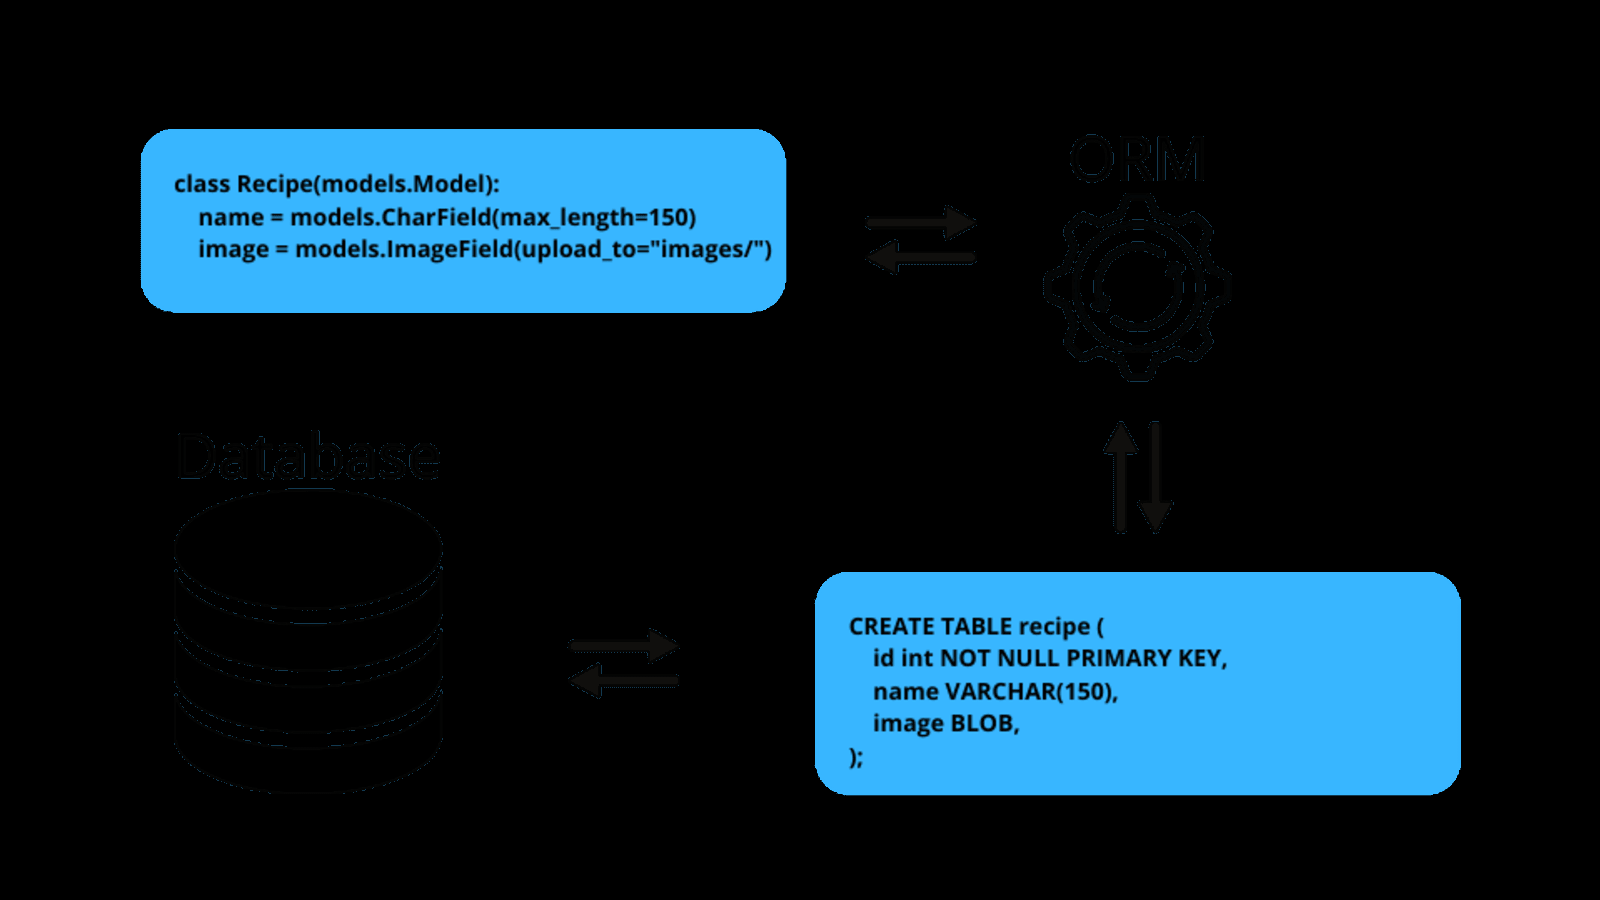 class Recipe(models.Model):
name = models.CharField(max_length=150)
image = models.ImageField(upload_to="images/")
ORM
Database
CREATE TABLE recipe (
id int NOT NULL PRIMARY KEY,
name VARCHAR(150),
image BLOB,
);